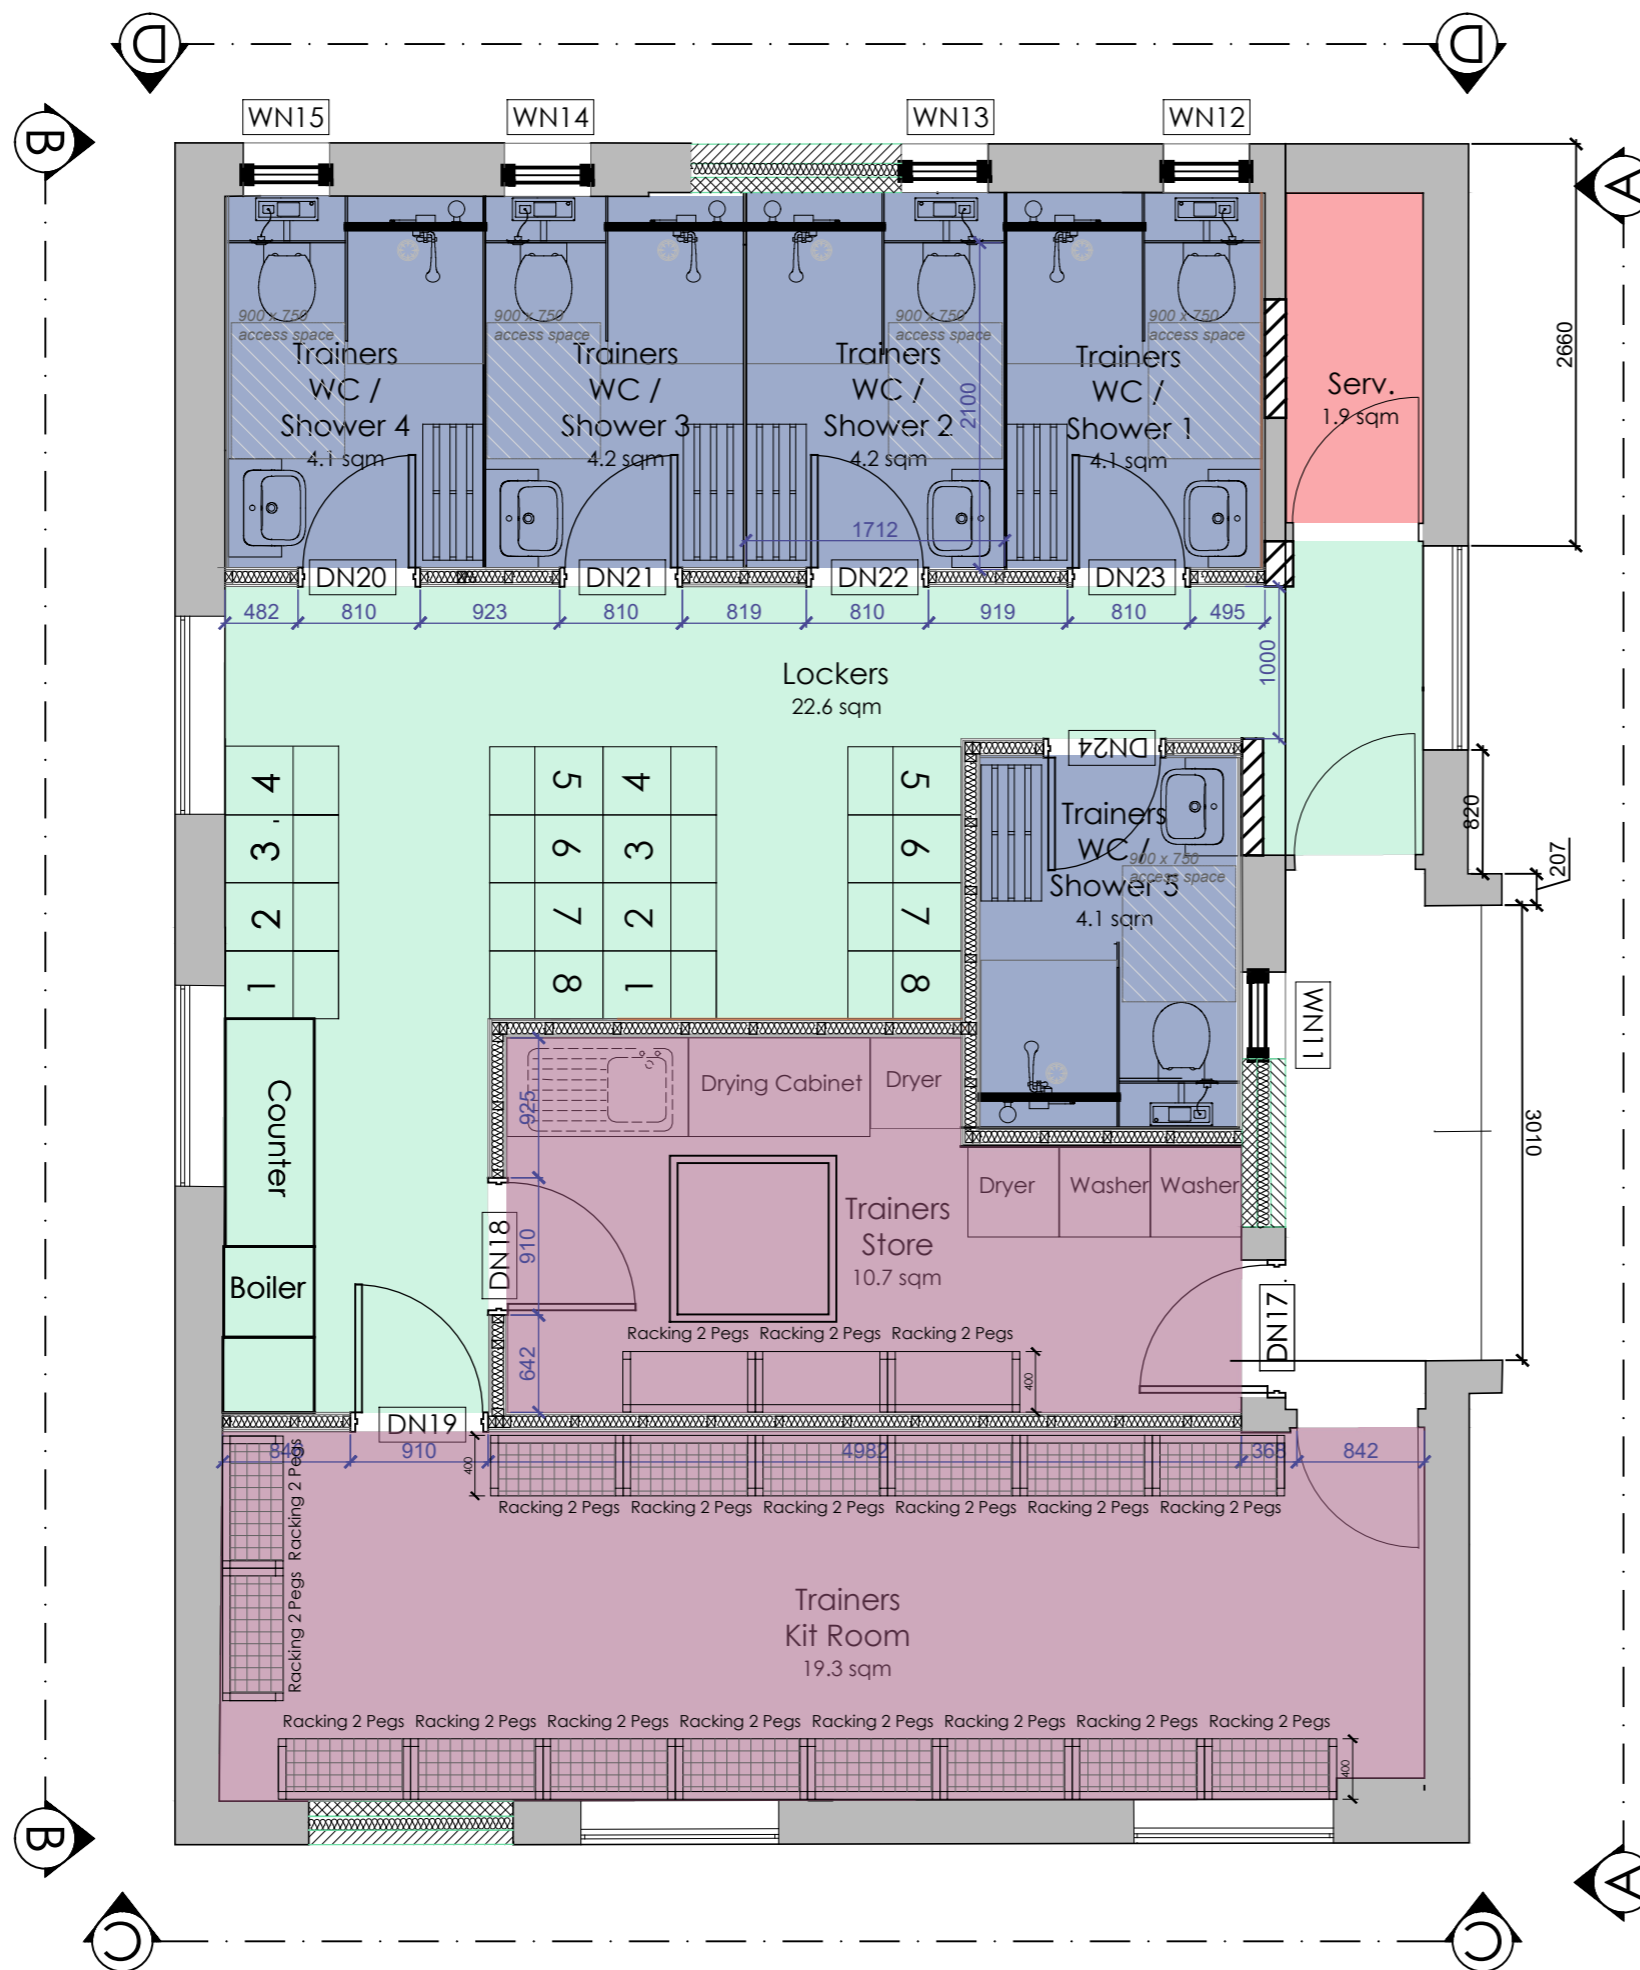 D
D
B
WN15
WN14
WN13
WN12
A
900 x 750
access space
900 x 750
access space
900 x 750
access space
900 x 750
access space
Trainers
WC /
Shower 4
4.1 sqm
Trainers
WC /
Shower 3
4.2 sqm
Trainers
WC /
Shower 2
4.2 sqm
Trainers
WC /
Shower 1
4.1 sqm
Serv.
1.9 sqm
2660
2100
1712
DN20
DN21
DN22
DN23
482
810
923
810
819
810
919
810
495
1000
Lockers
22.6 sqm
DN24
4
3
2
1
5
6
7
8
4
3
2
1
5
6
7
8
Trainers
WC /
Shower 5
4.1 sqm
900 x 750
access space
820
207
WN11
3010
Counter
Boiler
925
Drying Cabinet
Dryer
Dryer
Washer
Washer
DN18
910
642
Trainers
Store
10.7 sqm
DN17
Racking 2 Pegs
Racking 2 Pegs
Racking 2 Pegs
400
DN19
910
4982
368
842
400
Racking 2 Pegs
Racking 2 Pegs
Racking 2 Pegs
Racking 2 Pegs
Racking 2 Pegs
Racking 2 Pegs
Racking 2 Pegs
Racking 2 Pegs
Trainers
Kit Room
19.3 sqm
Racking 2 Pegs
Racking 2 Pegs
Racking 2 Pegs
Racking 2 Pegs
Racking 2 Pegs
Racking 2 Pegs
Racking 2 Pegs
Racking 2 Pegs
400
B
A
C
C